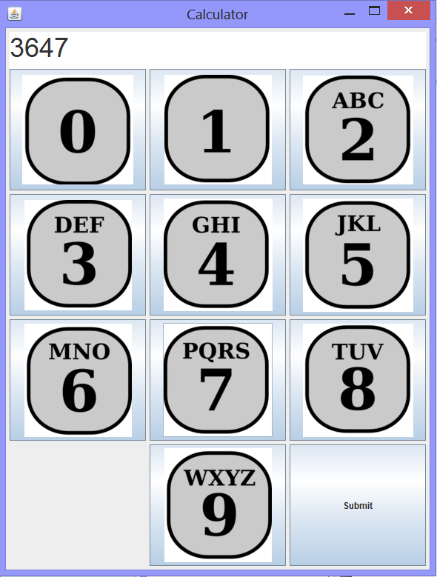 Calculator
3647
0
1
ABC
2
DEF
3
GHI
4
JKL
5
MNO
6
PQRS
7
TUV
8
WXYZ
9
Submit